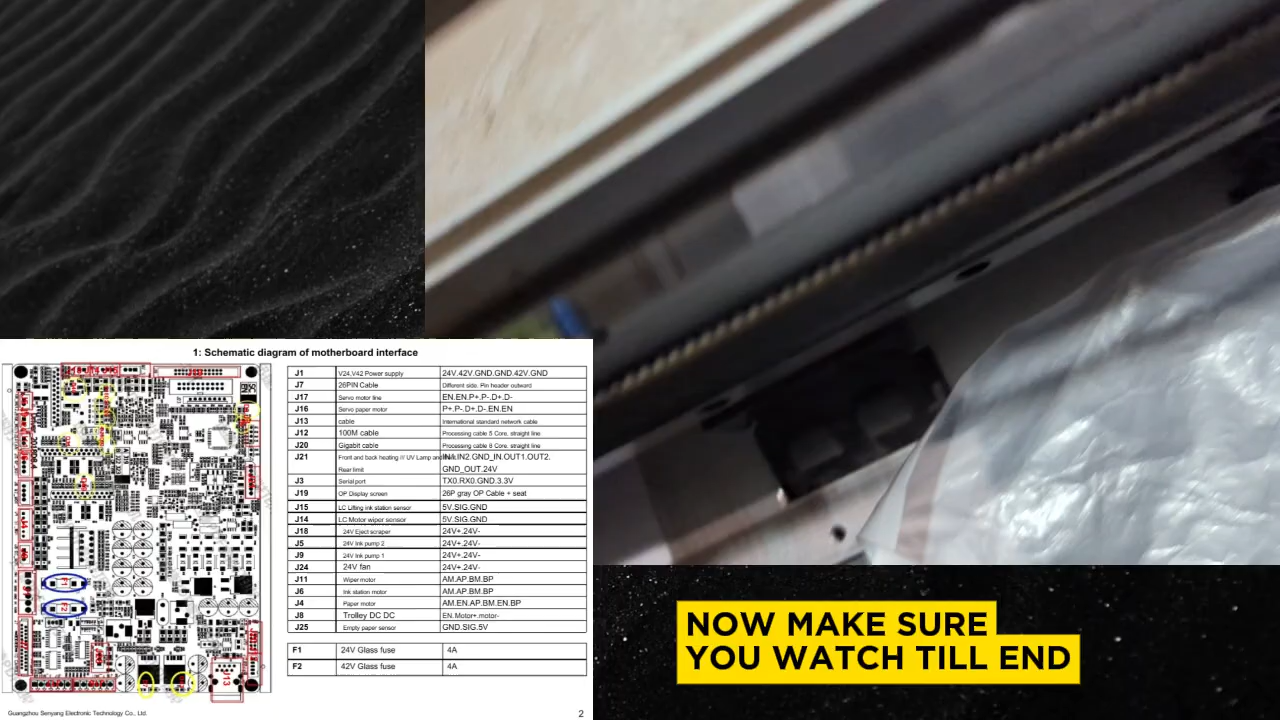 1: Schematic diagram of motherboard interface
J1 V24.V42 Power supply 24V.42V.GND.GND.42V.GND
J7 26PIN Cable Different side. Pin header outward
J17 Servo motor line EN.EN.P+.P-.D+.D-
J16 Servo paper motor P+.P-.D+.D-.EN.EN
J13 cable International standard network cable
J12 100M cable Processing cable 5 Core. straight line
J20 Gigabit cable Processing cable 8 Core. straight line
J21 Front and back heating /// UV Lamp and IN2.GND_IN.OUT1.OUT2.
Rear limit GND_OUT.24V
J3 Serial port TX0.RX0.GND.3.3V
J19 OP Display screen 26P gray OP Cable + seat
J15 LC Lifting ink station sensor 5V.SIG.GND
J14 LC Motor wiper sensor 5V.SIG.GND
J18 24V Eject scraper 24V+.24V-
J5 24V Ink pump 2 24V+.24V-
J9 24V Ink pump 1 24V+.24V-
J24 24V fan 24V+.24V-
J11 Wiper motor AM.AP.BM.BP
J6 Ink station motor AM.AP.BM.BP
J4 Paper motor AM.EN.AP.BM.EN.BP
J8 Trolley DC DC EN.Motor+.motor-
J25 Empty paper sensor GND.SIG.5V
F1 24V Glass fuse 4A
F2 42V Glass fuse 4A
F1
F2
J13
Guangzhou Senyang Electronic Technology Co., Ltd.
2
NOW MAKE SURE
YOU WATCH TILL END